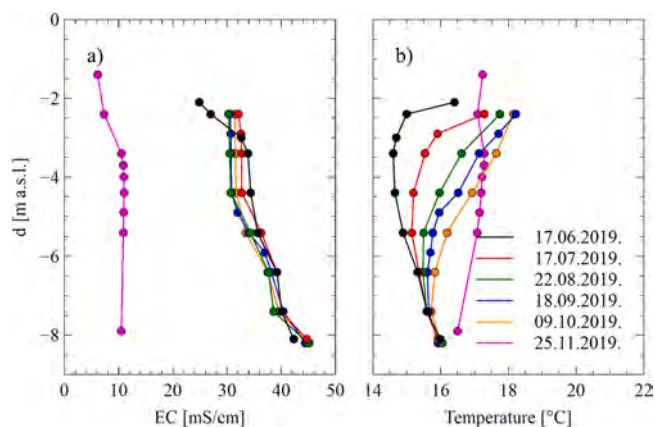 a)
b)
0
−2
−4
−6
−8
d [m a.s.l.]
0 10 20 30 40 50
EC [mS/cm]
14 16 18 20 22
Temperature [°C]
17.06.2019.
17.07.2019.
22.08.2019.
18.09.2019.
09.10.2019.
25.11.2019.